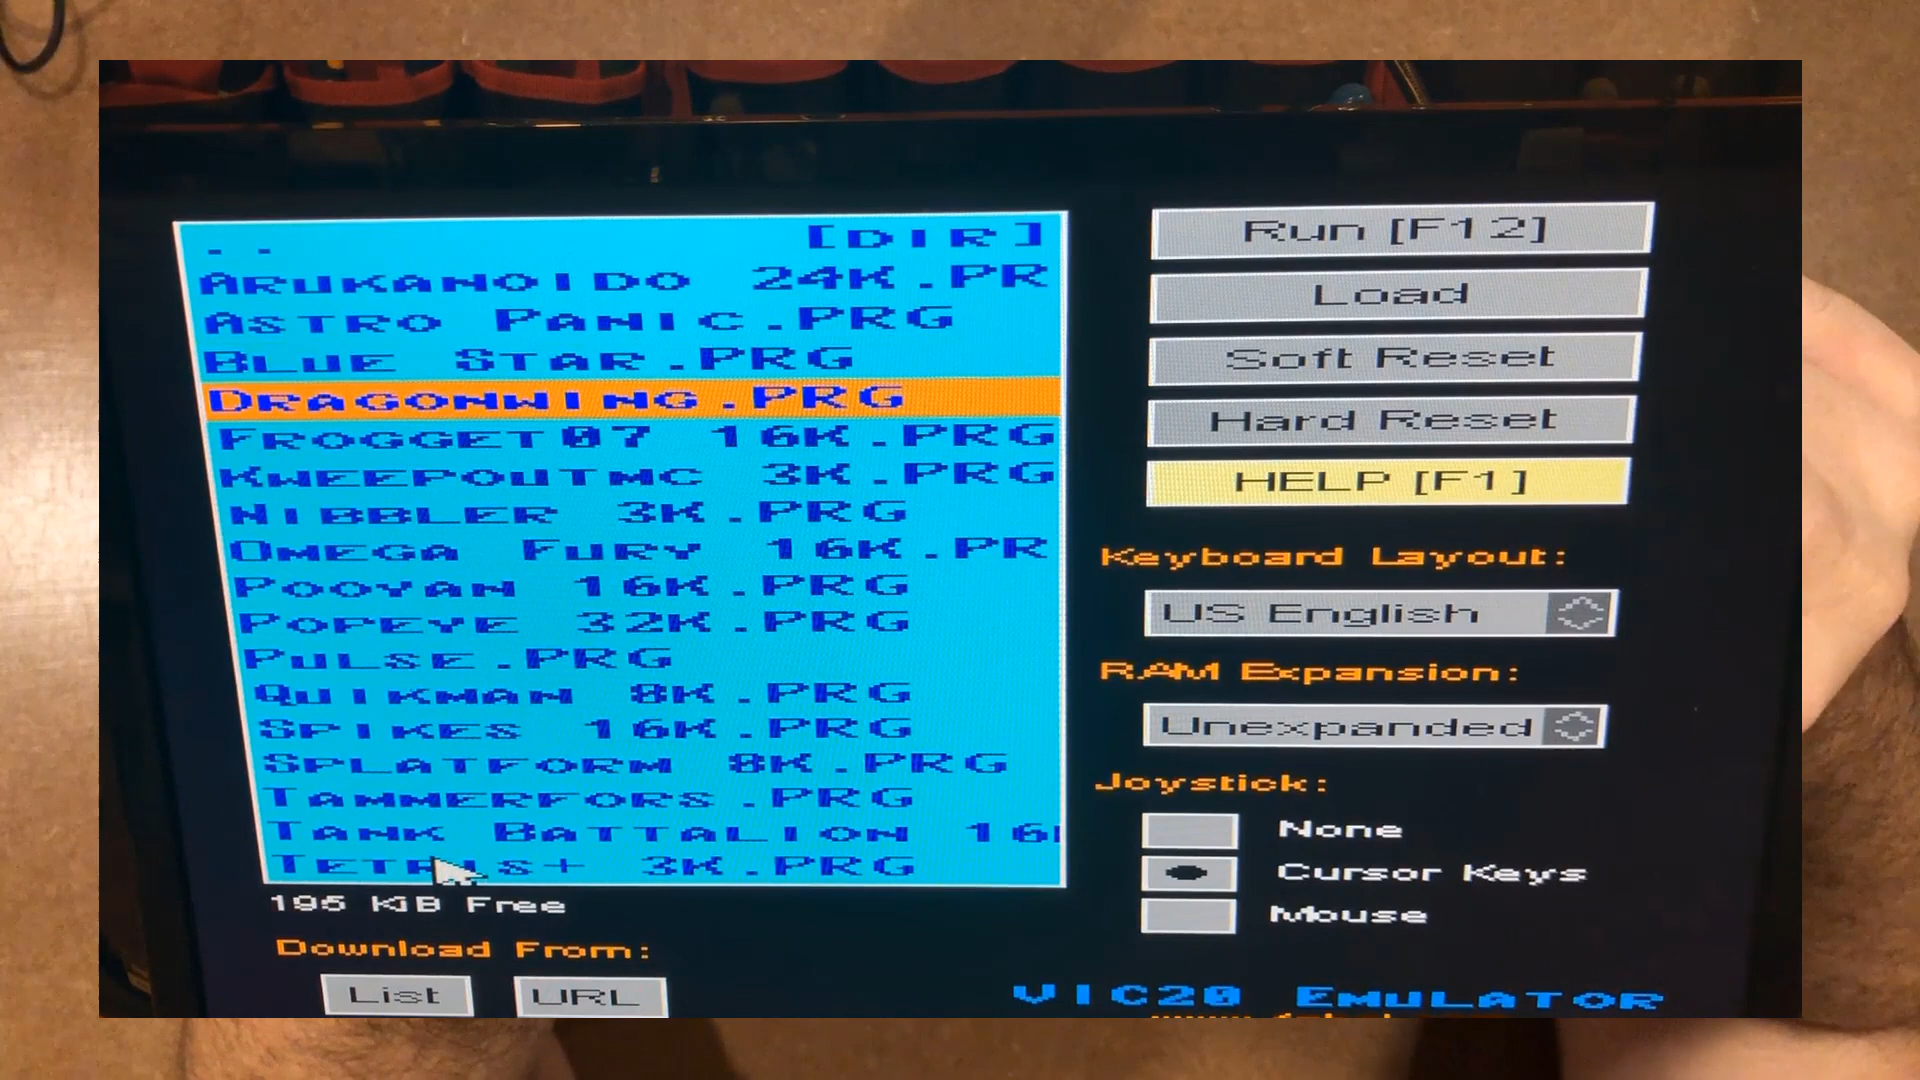 .. [DIR]
ARUKANOIDO 24K.PR
ASTRO PANIC.PRG
BLUE STAR.PRG
DRAGONWING.PRG
FROGGET07 16K.PRG
KWEEPOUTMC 3K.PRG
NIBBLER 3K.PRG
OMEGA FURY 16K.PR
POOYAN 16K.PRG
POPEYE 32K.PRG
PULSE.PRG
QUIKMAN 8K.PRG
SPIKES 16K.PRG
SPLATFORM 8K.PRG
TAMMERFORS.PRG
TANK BATTALION 16
TETRIS+ 3K.PRG
195 KiB Free
Download From:
List
URL
Run [F12]
Load
Soft Reset
Hard Reset
HELP [F1]
Keyboard Layout:
US English
RAM Expansion:
Unexpanded
Joystick:
None
Cursor Keys
Mouse
VIC20 EMULATOR